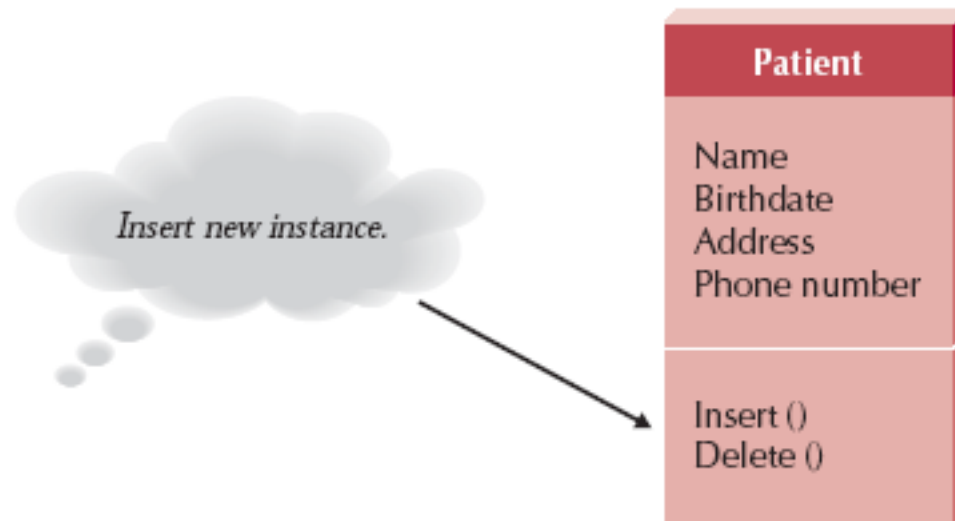 Insert new instance.
Patient
Name
Birthdate
Address
Phone number
Insert ()
Delete ()